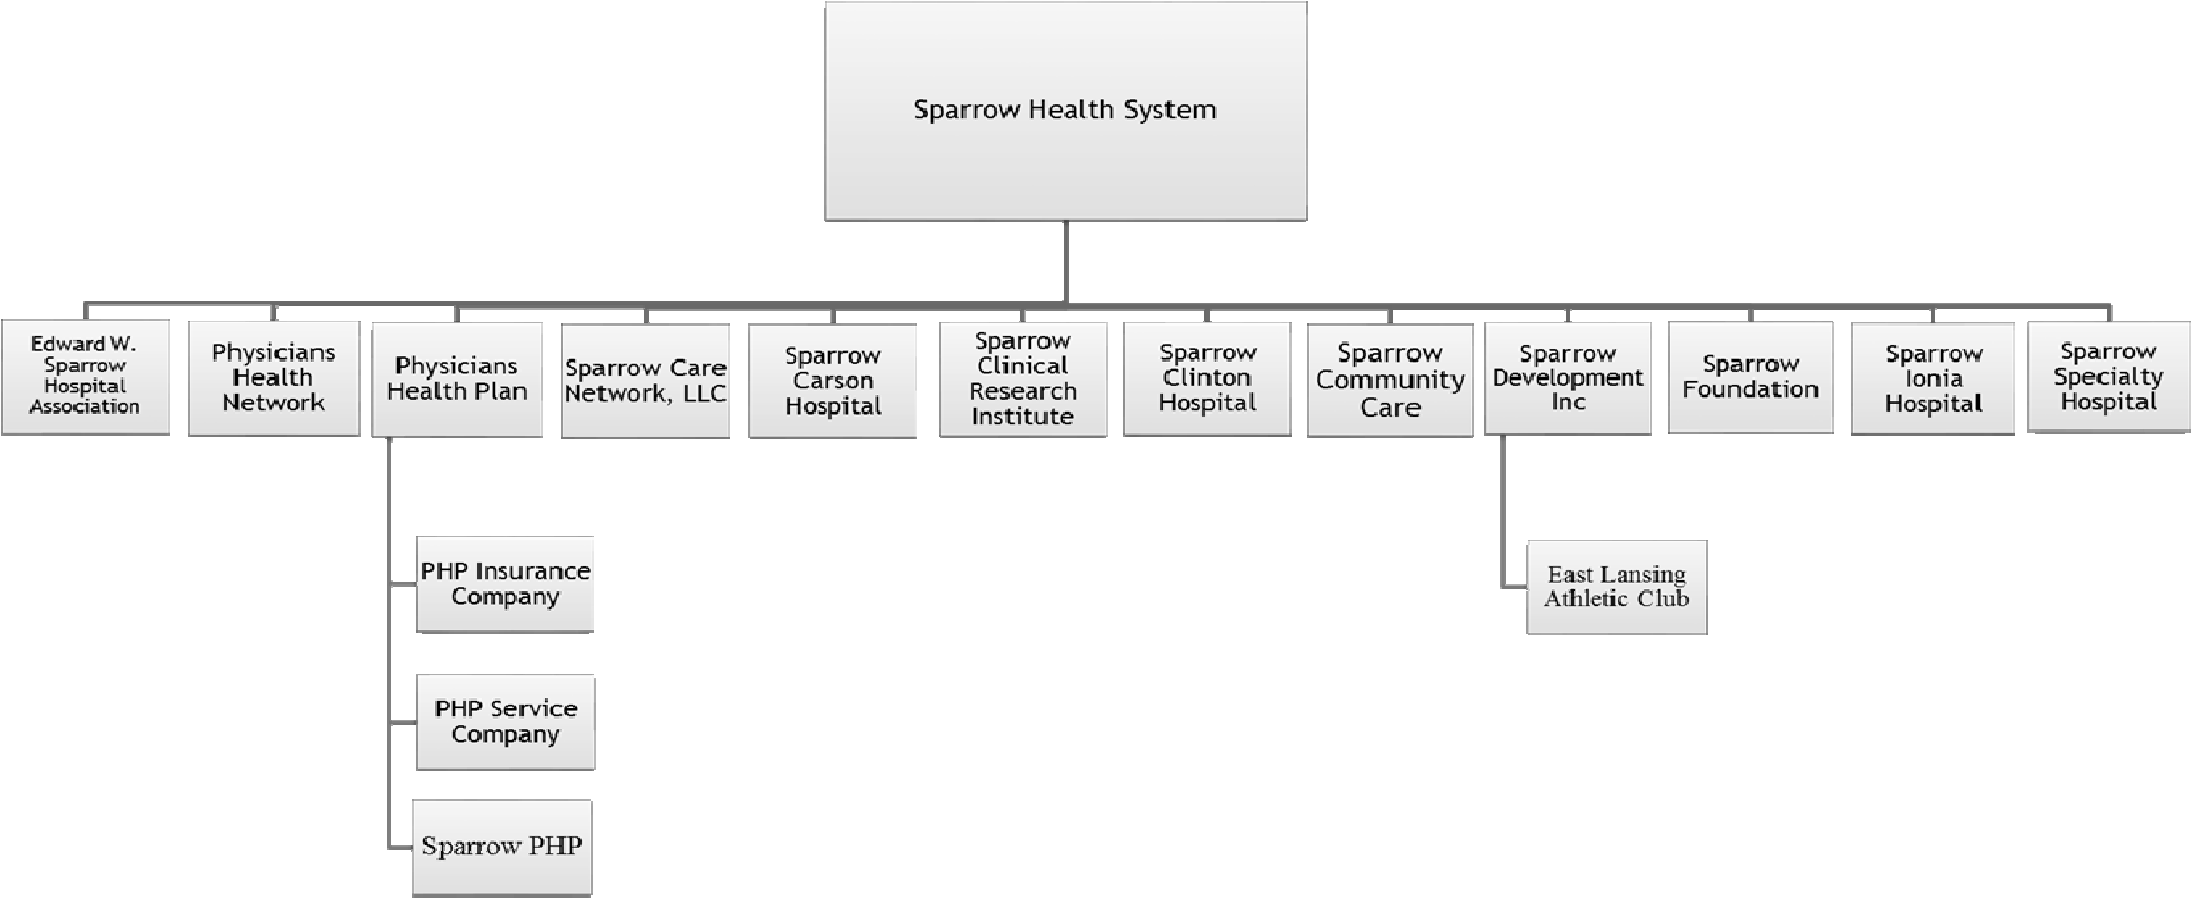 Sparrow Health System
Edward W.
Sparrow
Hospital
Association
Physicians
Health
Network
Physicians
Health Plan
Sparrow Care
Network, LLC
Sparrow
Carson
Hospital
Sparrow
Clinical
Research
Institute
Sparrow
Clinton
Hospital
Sparrow
Community
Care
Sparrow
Development
Inc
Sparrow
Foundation
Sparrow
Ionia
Hospital
Sparrow
Specialty
Hospital
PHP Insurance
Company
PHP Service
Company
Sparrow PHP
East Lansing
Athletic Club